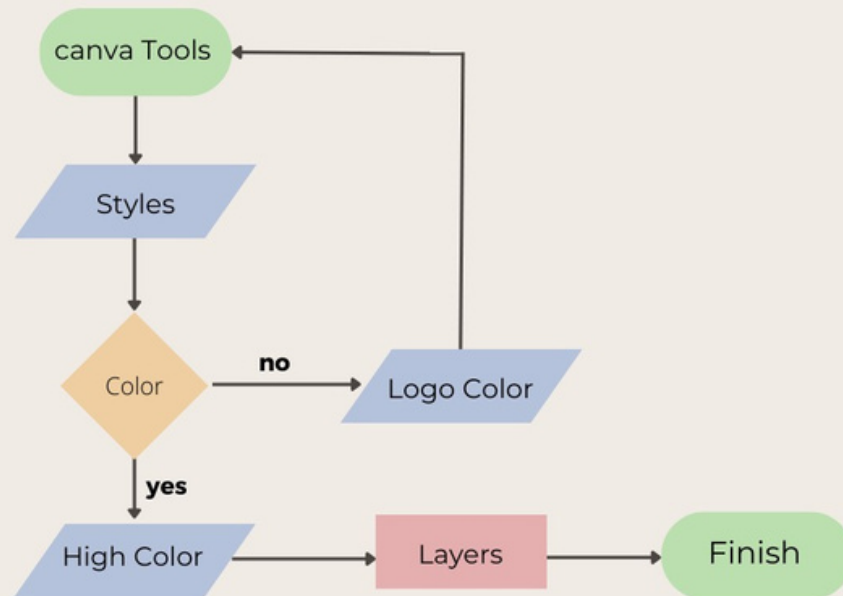 canva Tools
Styles
Color
no
Logo Color
yes
High Color
Layers
Finish